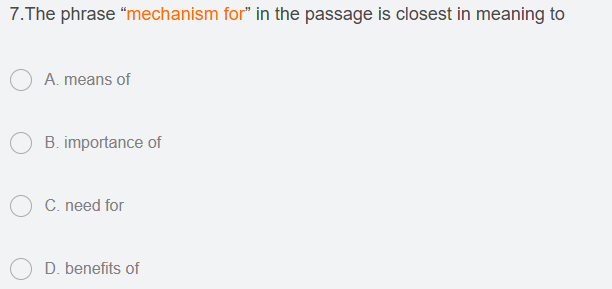 7.The phrase “mechanism for” in the passage is closest in meaning to
A. means of
B. importance of
C. need for
D. benefits of